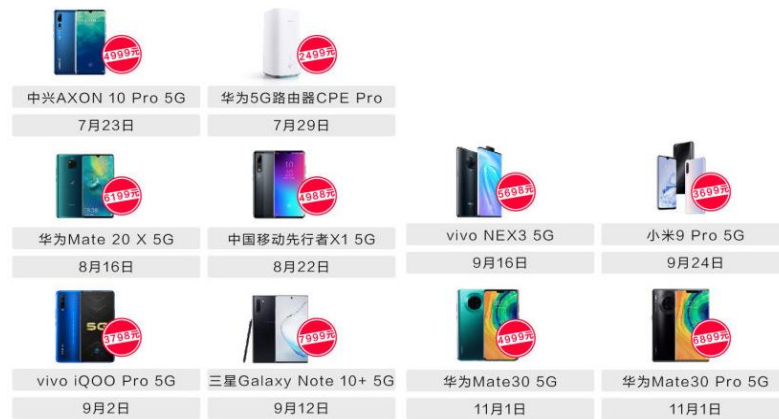 4999元
2499元
中兴AXON 10 Pro 5G
华为5G路由器CPE Pro
7月23日
7月29日
6199元
4988元
5698元
3699元
华为Mate 20 X 5G
中国移动先行者X1 5G
vivo NEX3 5G
小米9 Pro 5G
8月16日
8月22日
9月16日
9月24日
5G
3798元
7999元
4999元
6899元
vivo iQOO Pro 5G
三星Galaxy Note 10+ 5G
华为Mate30 5G
华为Mate30 Pro 5G
9月2日
9月12日
11月1日
11月1日